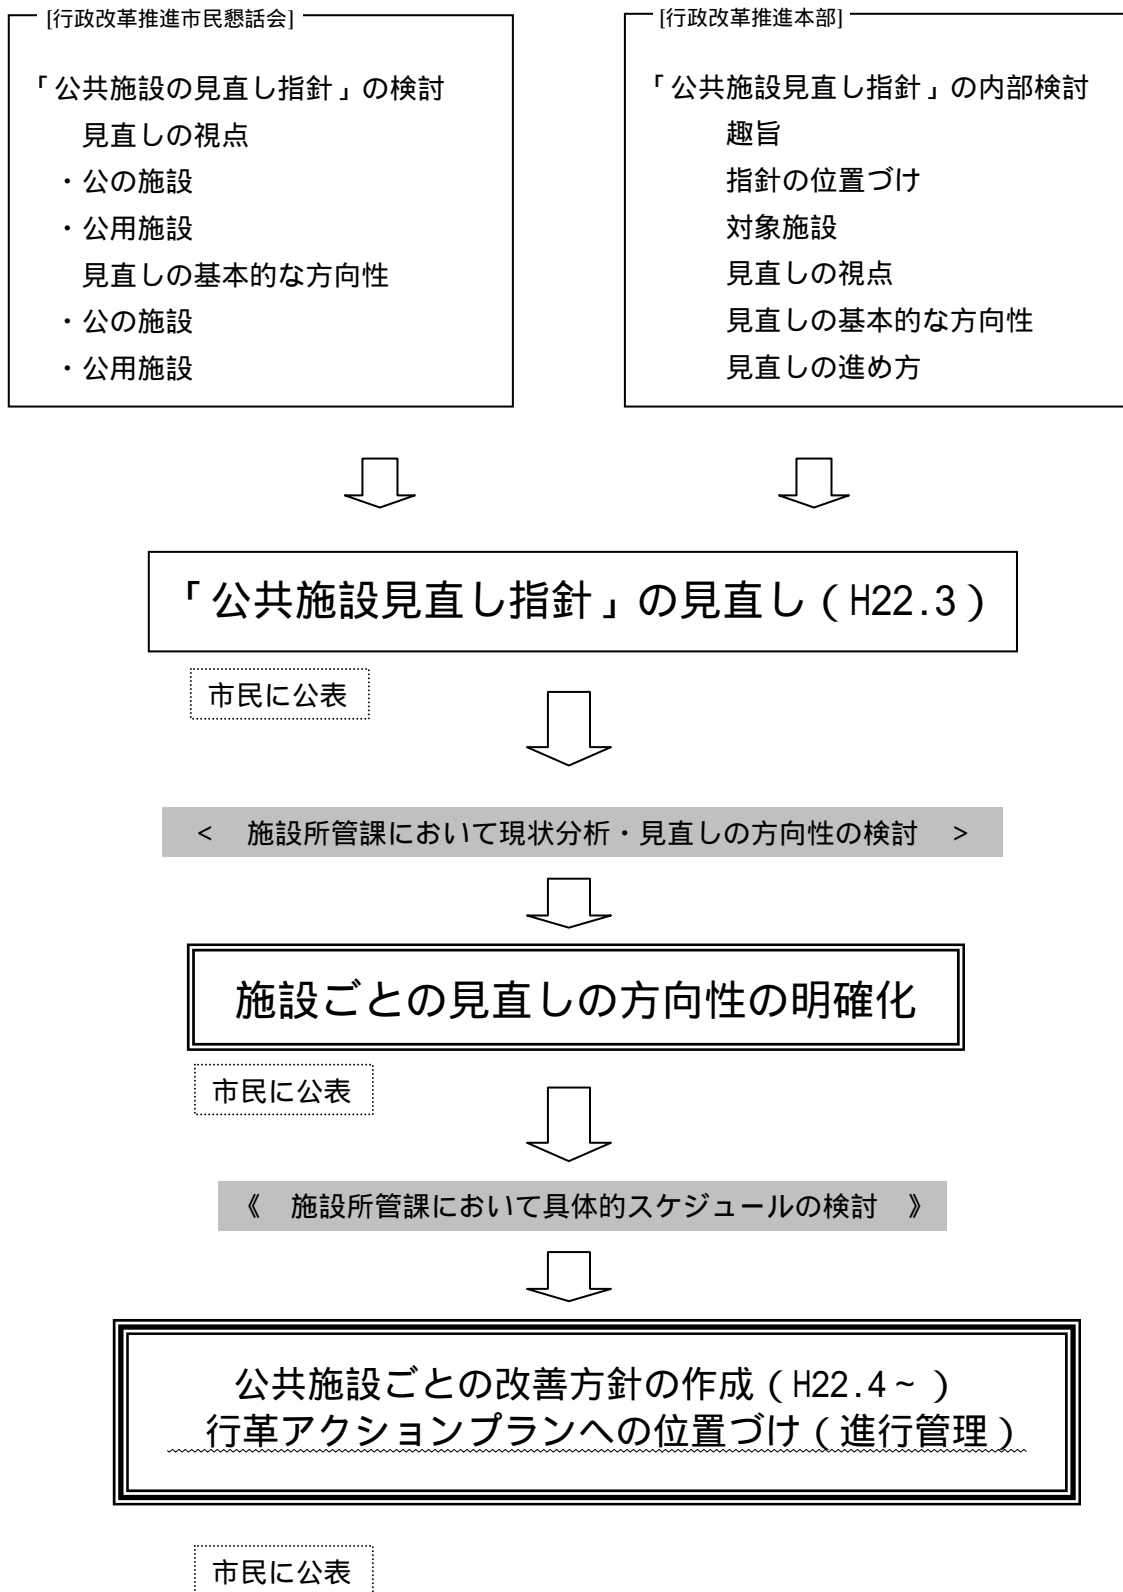 [行政改革推進市民懇話会]
「公共施設の見直し指針」の検討
見直しの視点
・公の施設
・公用施設
見直しの基本的な方向性
・公の施設
・公用施設
[行政改革推進本部]
「公共施設見直し指針」の内部検討
趣旨
指針の位置づけ
対象施設
見直しの視点
見直しの基本的な方向性
見直しの進め方
「公共施設見直し指針」の見直し（H22.3）
市民に公表
＜　施設所管課において現状分析・見直しの方向性の検討　＞
施設ごとの見直しの方向性の明確化
市民に公表
《　施設所管課において具体的スケジュールの検討　》
公共施設ごとの改善方針の作成（H22.4～）
行革アクションプランへの位置づけ（進行管理）
市民に公表